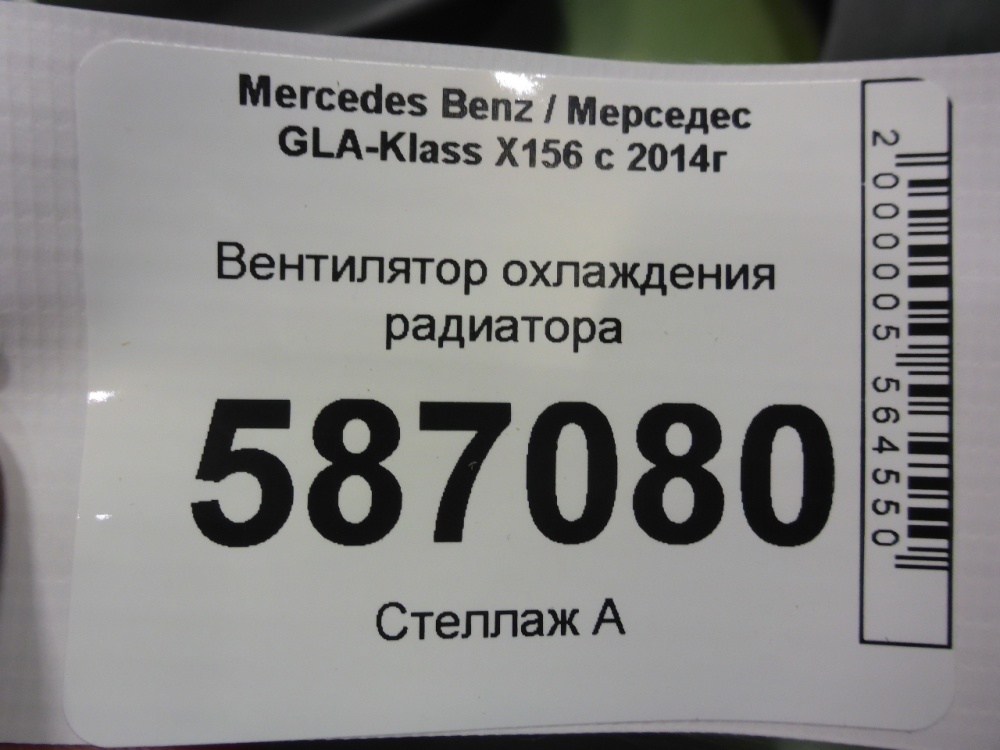 Mercedes Benz / Мерседес
GLA-Klass X156 с 2014г
Вентилятор охлаждения
радиатора
587080
Стеллаж А
2000005564550